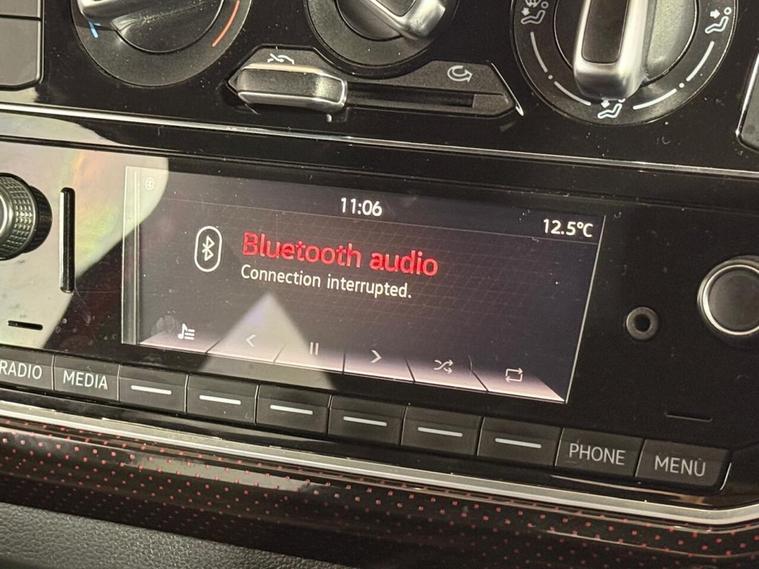 11:06
12.5°C
Bluetooth audio
Connection interrupted.
RADIO
MEDIA
PHONE
MENU